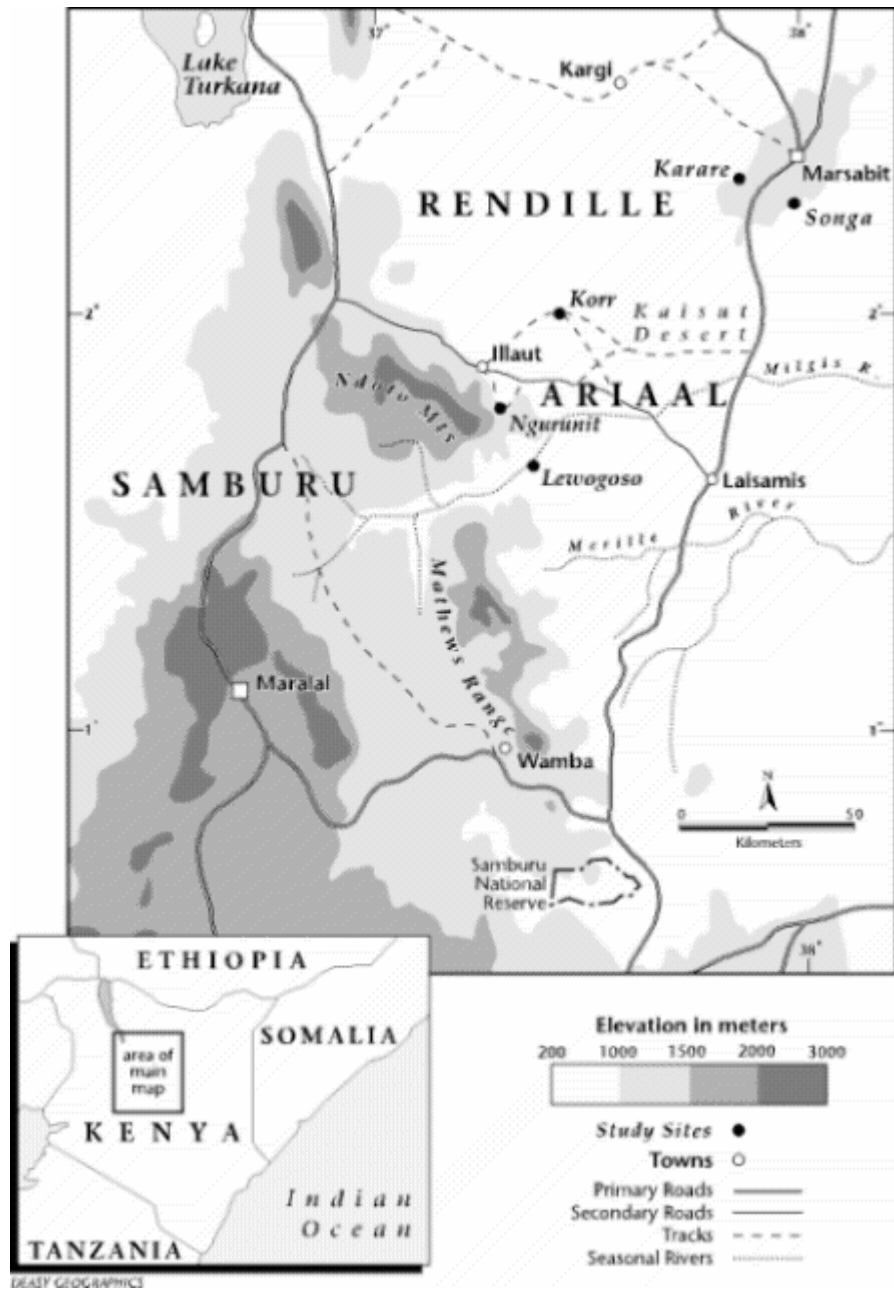 37°
38°
Lake
Turkana
Kargi
Karare
Marsabit
RENDILLE
Songa
2°
Korr
Kaisut
Desert
2°
Illaut
Milgis R.
Ndoto Mts
ARIAAL
Ngurunit
SAMBURU
Lewogoso
Laisamis
Merille River
Mathews Range
Maralal
1°
1°
Wamba
N
0 50
Kilometers
Samburu
National
Reserve
38°
ETHIOPIA
SOMALIA
area of
main
map
KENYA
Indian
Ocean
TANZANIA
DEASY GEOGRAPHICS
Elevation in meters
200 1000 1500 2000 3000
Study Sites
Towns
Primary Roads
Secondary Roads
Tracks
Seasonal Rivers